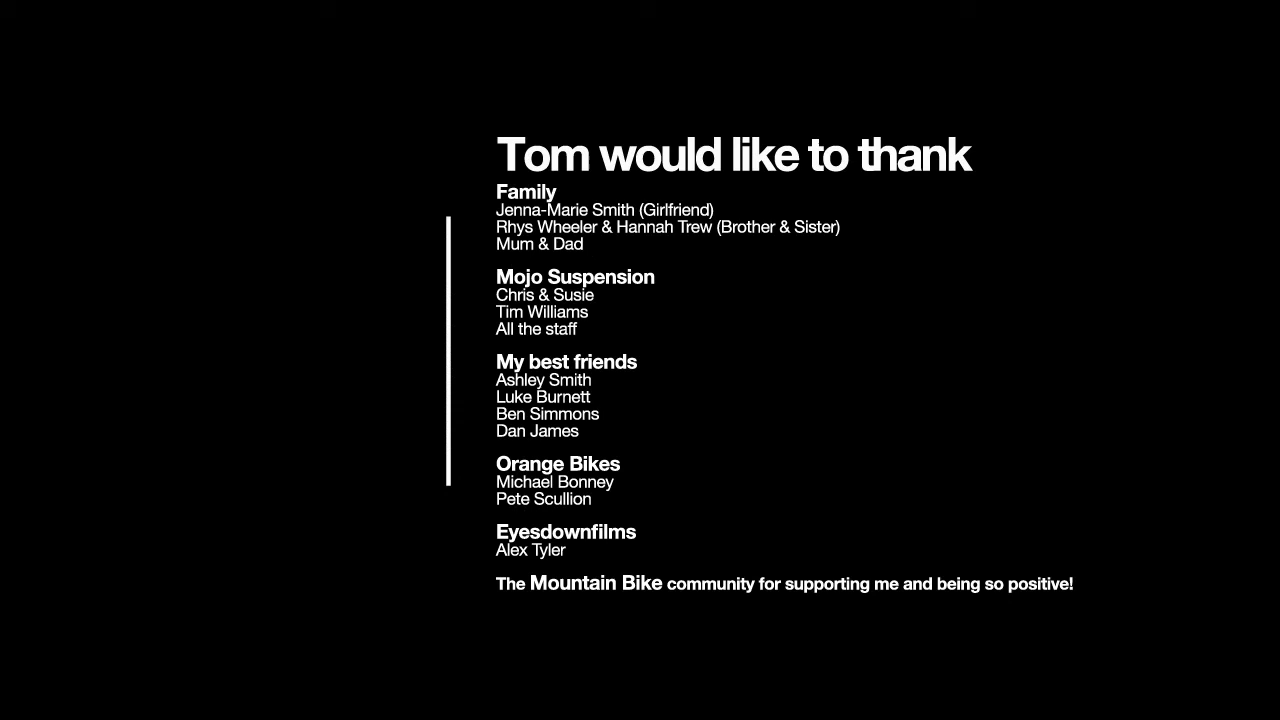 Tom would like to thank
Family
Jenna-Marie Smith (Girlfriend)
Rhys Wheeler & Hannah Trew (Brother & Sister)
Mum & Dad
Mojo Suspension
Chris & Susie
Tim Williams
All the staff
My best friends
Ashley Smith
Luke Burnett
Ben Simmons
Dan James
Orange Bikes
Michael Bonney
Pete Scullion
Eyesdownfilms
Alex Tyler
The Mountain Bike community for supporting me and being so positive!